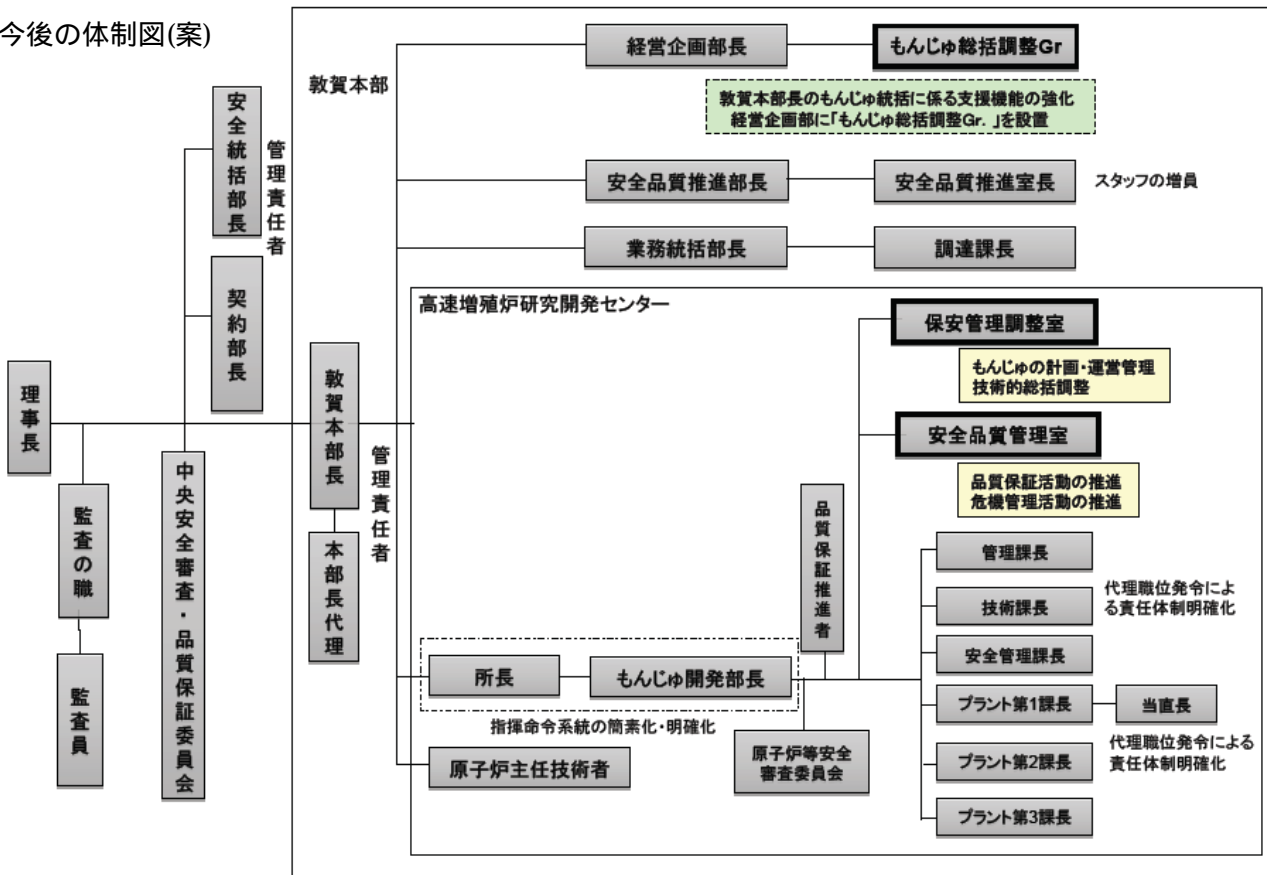 今後の体制図(案)
敦賀本部
経営企画部長
もんじゅ総括調整Gr
敦賀本部長のもんじゅ統括に係る支援機能の強化
経営企画部に「もんじゅ総括調整Gr.」を設置
安全品質推進部長
安全品質推進室長
スタッフの増員
業務統括部長
調達課長
安全統括部長
管理責任者
契約部長
理事長
監査の職
監査員
中央安全審査・品質保証委員会
敦賀本部長
管理責任者
本部長代理
高速増殖炉研究開発センター
保安管理調整室
もんじゅの計画・運営管理
技術的総括調整
安全品質管理室
品質保証活動の推進
危機管理活動の推進
品質保証推進者
所長
もんじゅ開発部長
指揮命令系統の簡素化・明確化
原子炉主任技術者
原子炉等安全
審査委員会
管理課長
技術課長
代理職位発令によ
る責任体制明確化
安全管理課長
プラント第1課長
当直長
プラント第2課長
代理職位発令による
責任体制明確化
プラント第3課長